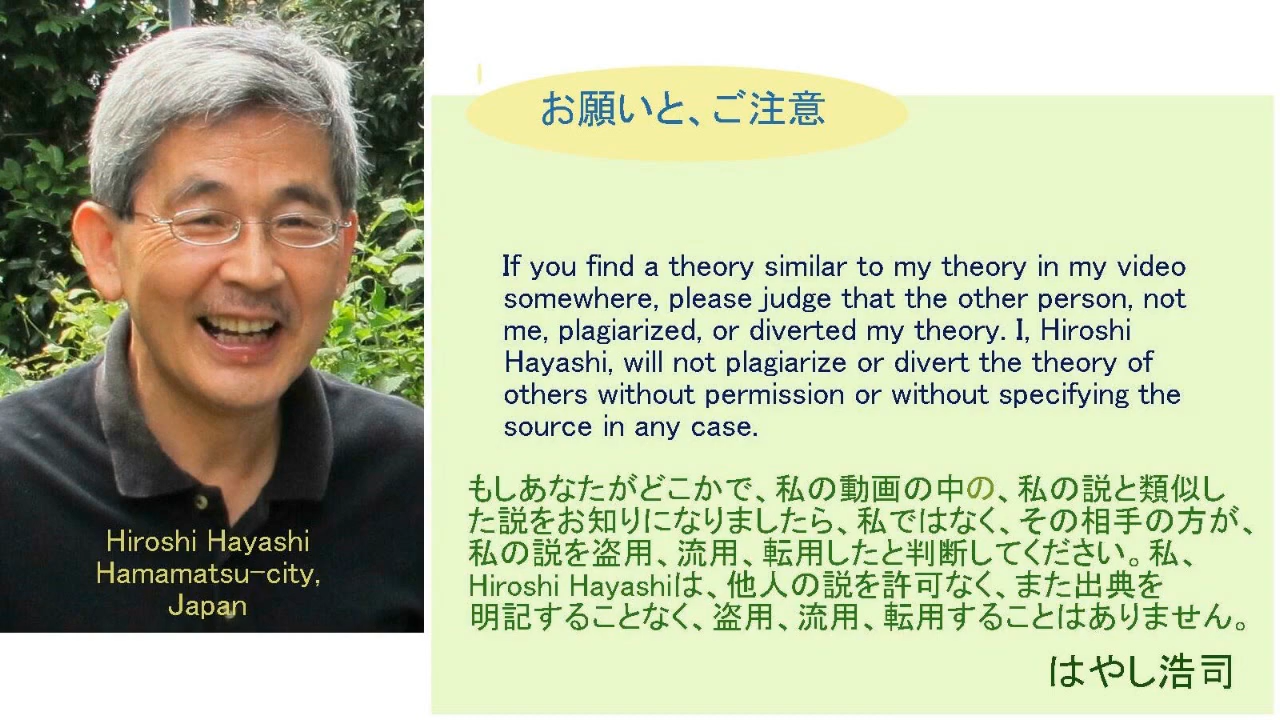 お願いと、ご注意
If you find a theory similar to my theory in my video
somewhere, please judge that the other person, not
me, plagiarized, or diverted my theory. I, Hiroshi
Hayashi, will not plagiarize or divert the theory of
others without permission or without specifying the
source in any case.
もしあなたがどこかで、私の動画の中の、私の説と類似し
た説をお知りになりましたら、私ではなく、その相手の方が、
私の説を盗用、流用、転用したと判断してください。私、
Hiroshi Hayashiは、他人の説を許可なく、また出典を
明記することなく、盗用、流用、転用することはありません。
はやし浩司
Hiroshi Hayashi
Hamamatsu-city,
Japan